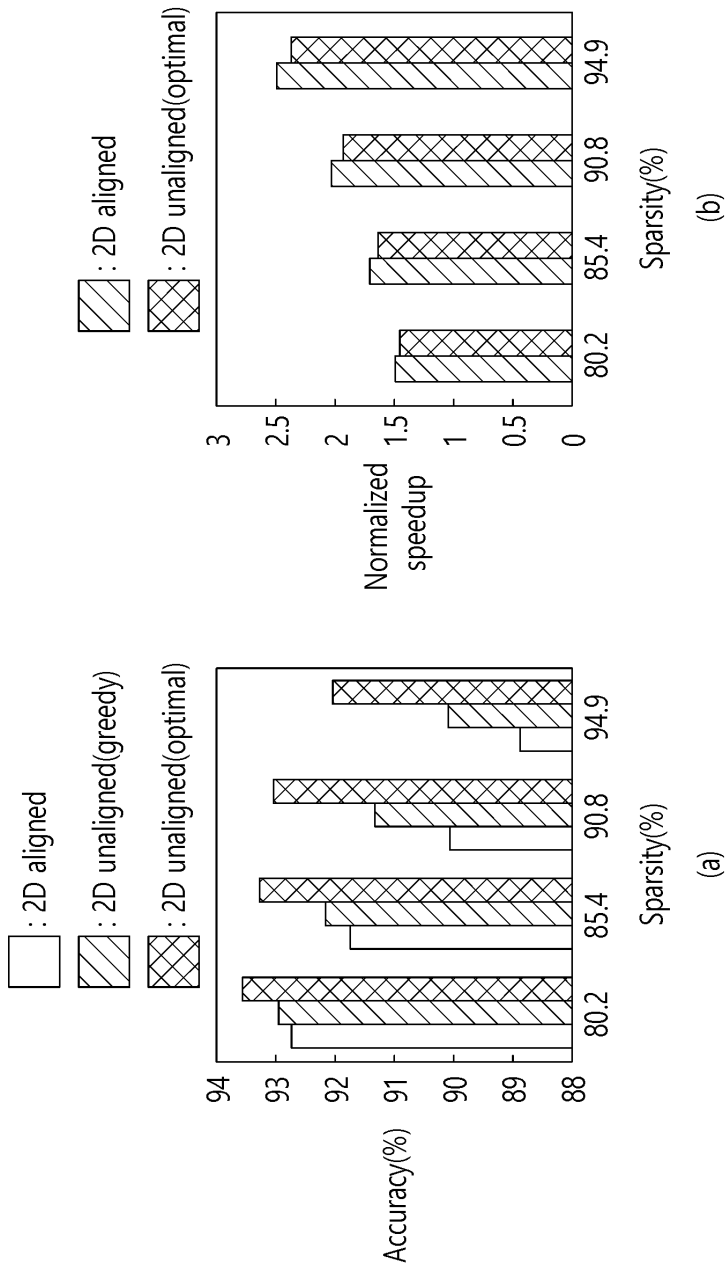 : 2D aligned
: 2D unaligned(greedy)
: 2D unaligned(optimal)
Accuracy(%)
94
93
92
91
90
89
88
80.2
85.4
90.8
94.9
Sparsity(%)
(a)
: 2D aligned
: 2D unaligned(optimal)
Normalized
speedup
3
2.5
2
1.5
1
0.5
0
80.2
85.4
90.8
94.9
Sparsity(%)
(b)